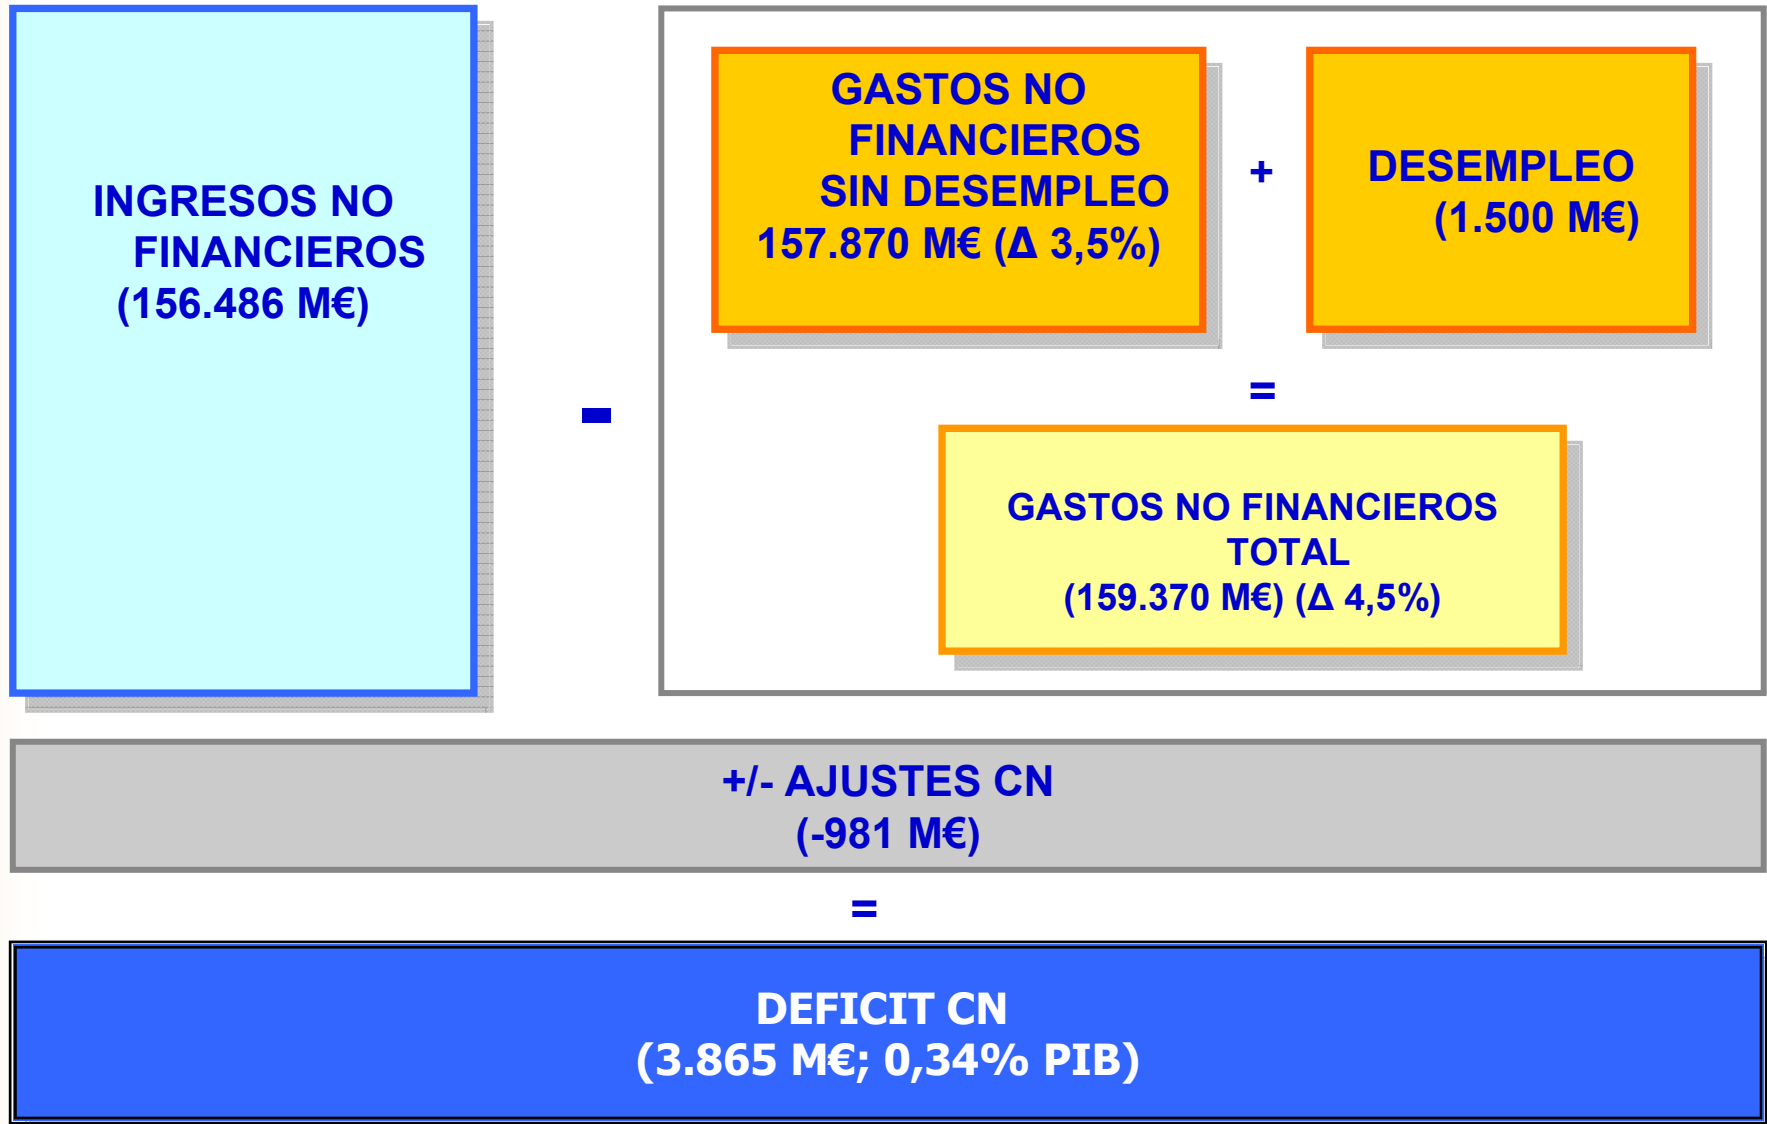 INGRESOS NO
FINANCIEROS
(156.486 M€)
-
GASTOS NO
FINANCIEROS
SIN DESEMPLEO
157.870 M€ (Δ 3,5%)
+
DESEMPLEO
(1.500 M€)
=
GASTOS NO FINANCIEROS
TOTAL
(159.370 M€) (Δ 4,5%)
+/- AJUSTES CN
(-981 M€)
=
DEFICIT CN
(3.865 M€; 0,34% PIB)